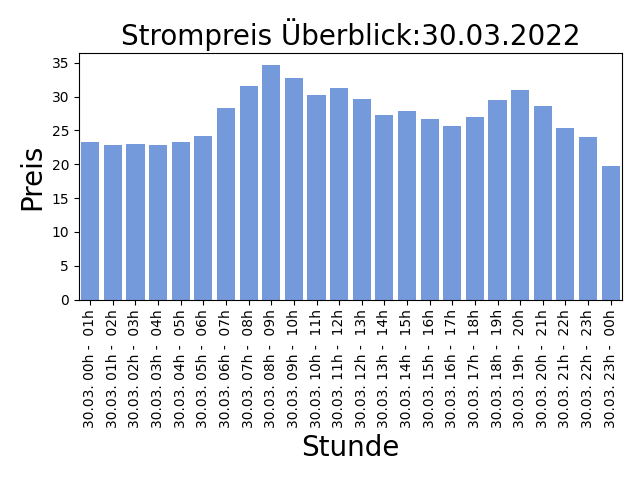 Strompreis Überblick:30.03.2022
Preis
35
30
25
20
15
10
5
0
30.03. 00h -   01h
30.03. 01h -   02h
30.03. 02h -   03h
30.03. 03h -   04h
30.03. 04h -   05h
30.03. 05h -   06h
30.03. 06h -   07h
30.03. 07h -   08h
30.03. 08h -   09h
30.03. 09h -   10h
30.03. 10h -   11h
30.03. 11h -   12h
30.03. 12h -   13h
30.03. 13h -   14h
30.03. 14h -   15h
30.03. 15h -   16h
30.03. 16h -   17h
30.03. 17h -   18h
30.03. 18h -   19h
30.03. 19h -   20h
30.03. 20h -   21h
30.03. 21h -   22h
30.03. 22h -   23h
30.03. 23h -   00h
Stunde